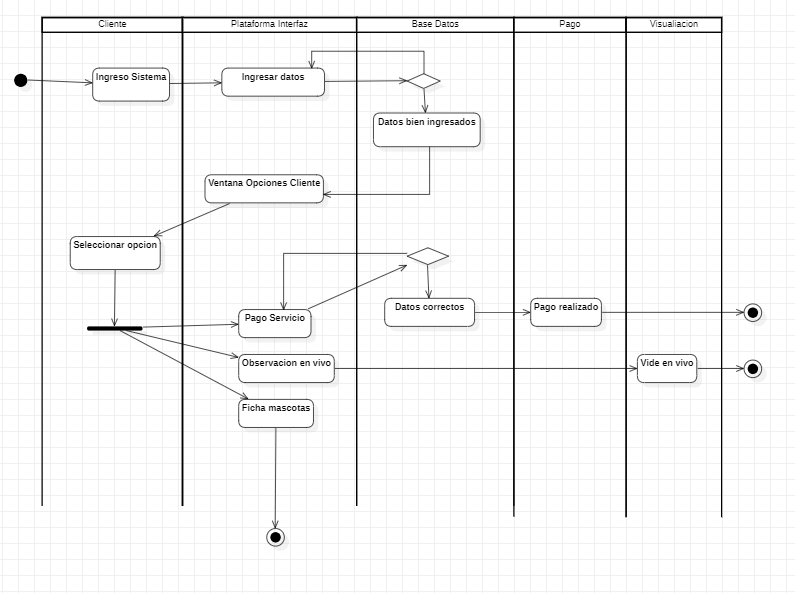 Cliente
Plataforma Interfaz
Base Datos
Pago
Visualiacion
Ingreso Sistema
Ingresar datos
Datos bien ingresados
Ventana Opciones Cliente
Seleccionar opcion
Pago Servicio
Datos correctos
Pago realizado
Observacion en vivo
Vide en vivo
Ficha mascotas